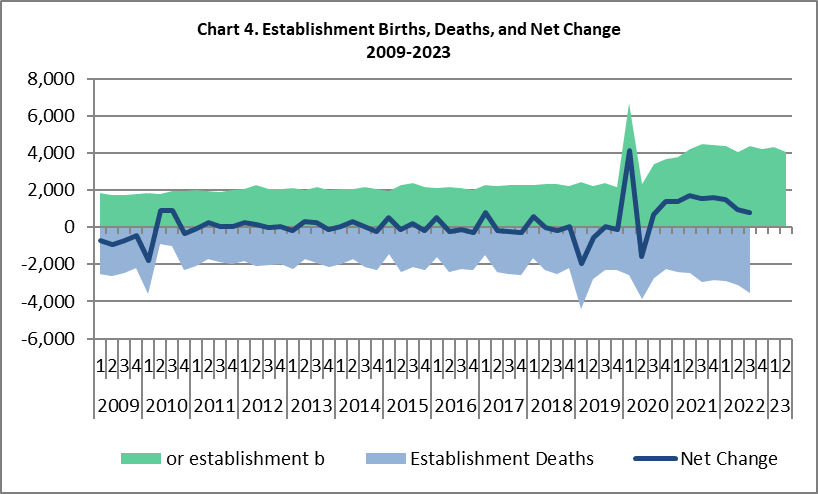 Chart 4. Establishment Births, Deaths, and Net Change
2009-2023
8,000
6,000
4,000
2,000
0
-2,000
-4,000
-6,000
1 2 3 4 1 2 3 4 1 2 3 4 1 2 3 4 1 2 3 4 1 2 3 4 1 2 3 4 1 2 3 4 1 2 3 4 1 2 3 4 1 2 3 4 1 2 3 4 1 2 3 4 1 2 3 4 1 2
2009 2010 2011 2012 2013 2014 2015 2016 2017 2018 2019 2020 2021 2022 23
or establishment b Establishment Deaths Net Change